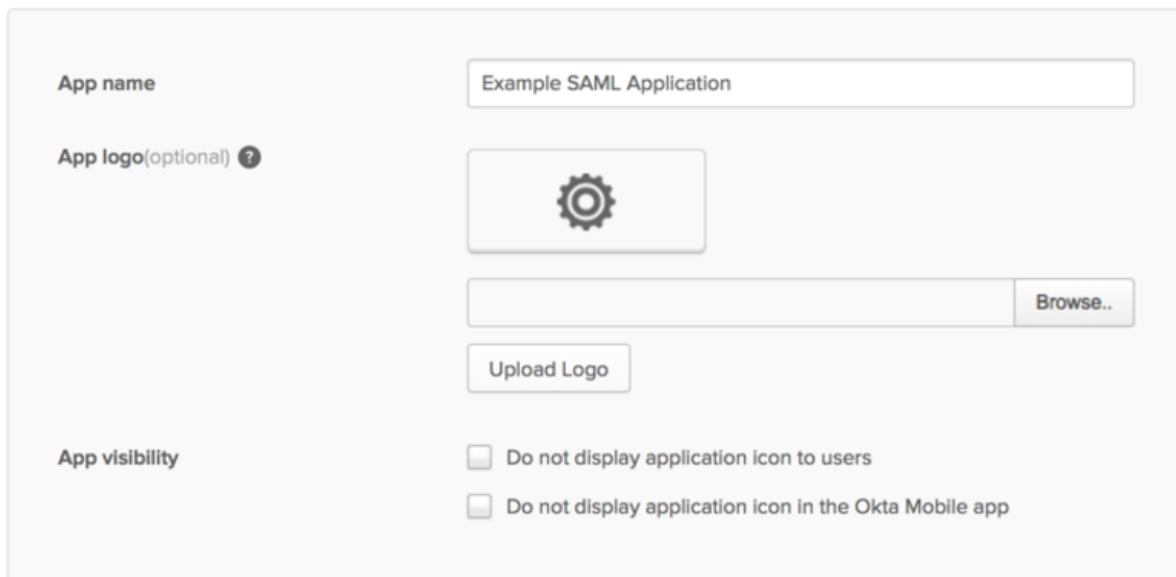 App name
Example SAML Application
App logo(optional) ?
Browse..
Upload Logo
App visibility
Do not display application icon to users
Do not display application icon in the Okta Mobile app